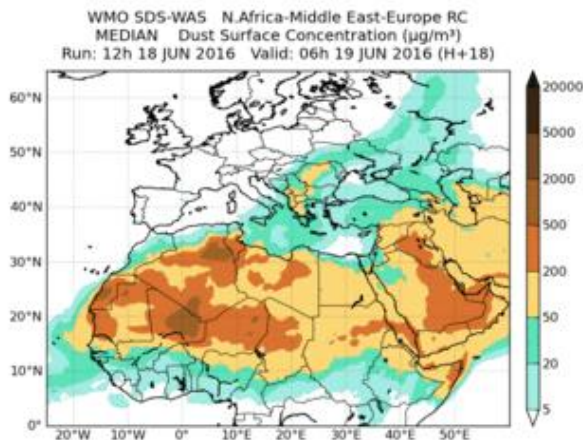 WMO SDS-WAS   N.Africa-Middle East-Europe RC
MEDIAN    Dust Surface Concentration (µg/m³)
Run: 12h 18 JUN 2016   Valid: 06h 19 JUN 2016 (H+18)
60°N
50°N
40°N
30°N
20°N
10°N
0°
20°W 10°W 0° 10°E 20°E 30°E 40°E 50°E
20000
5000
2000
500
200
50
20
5